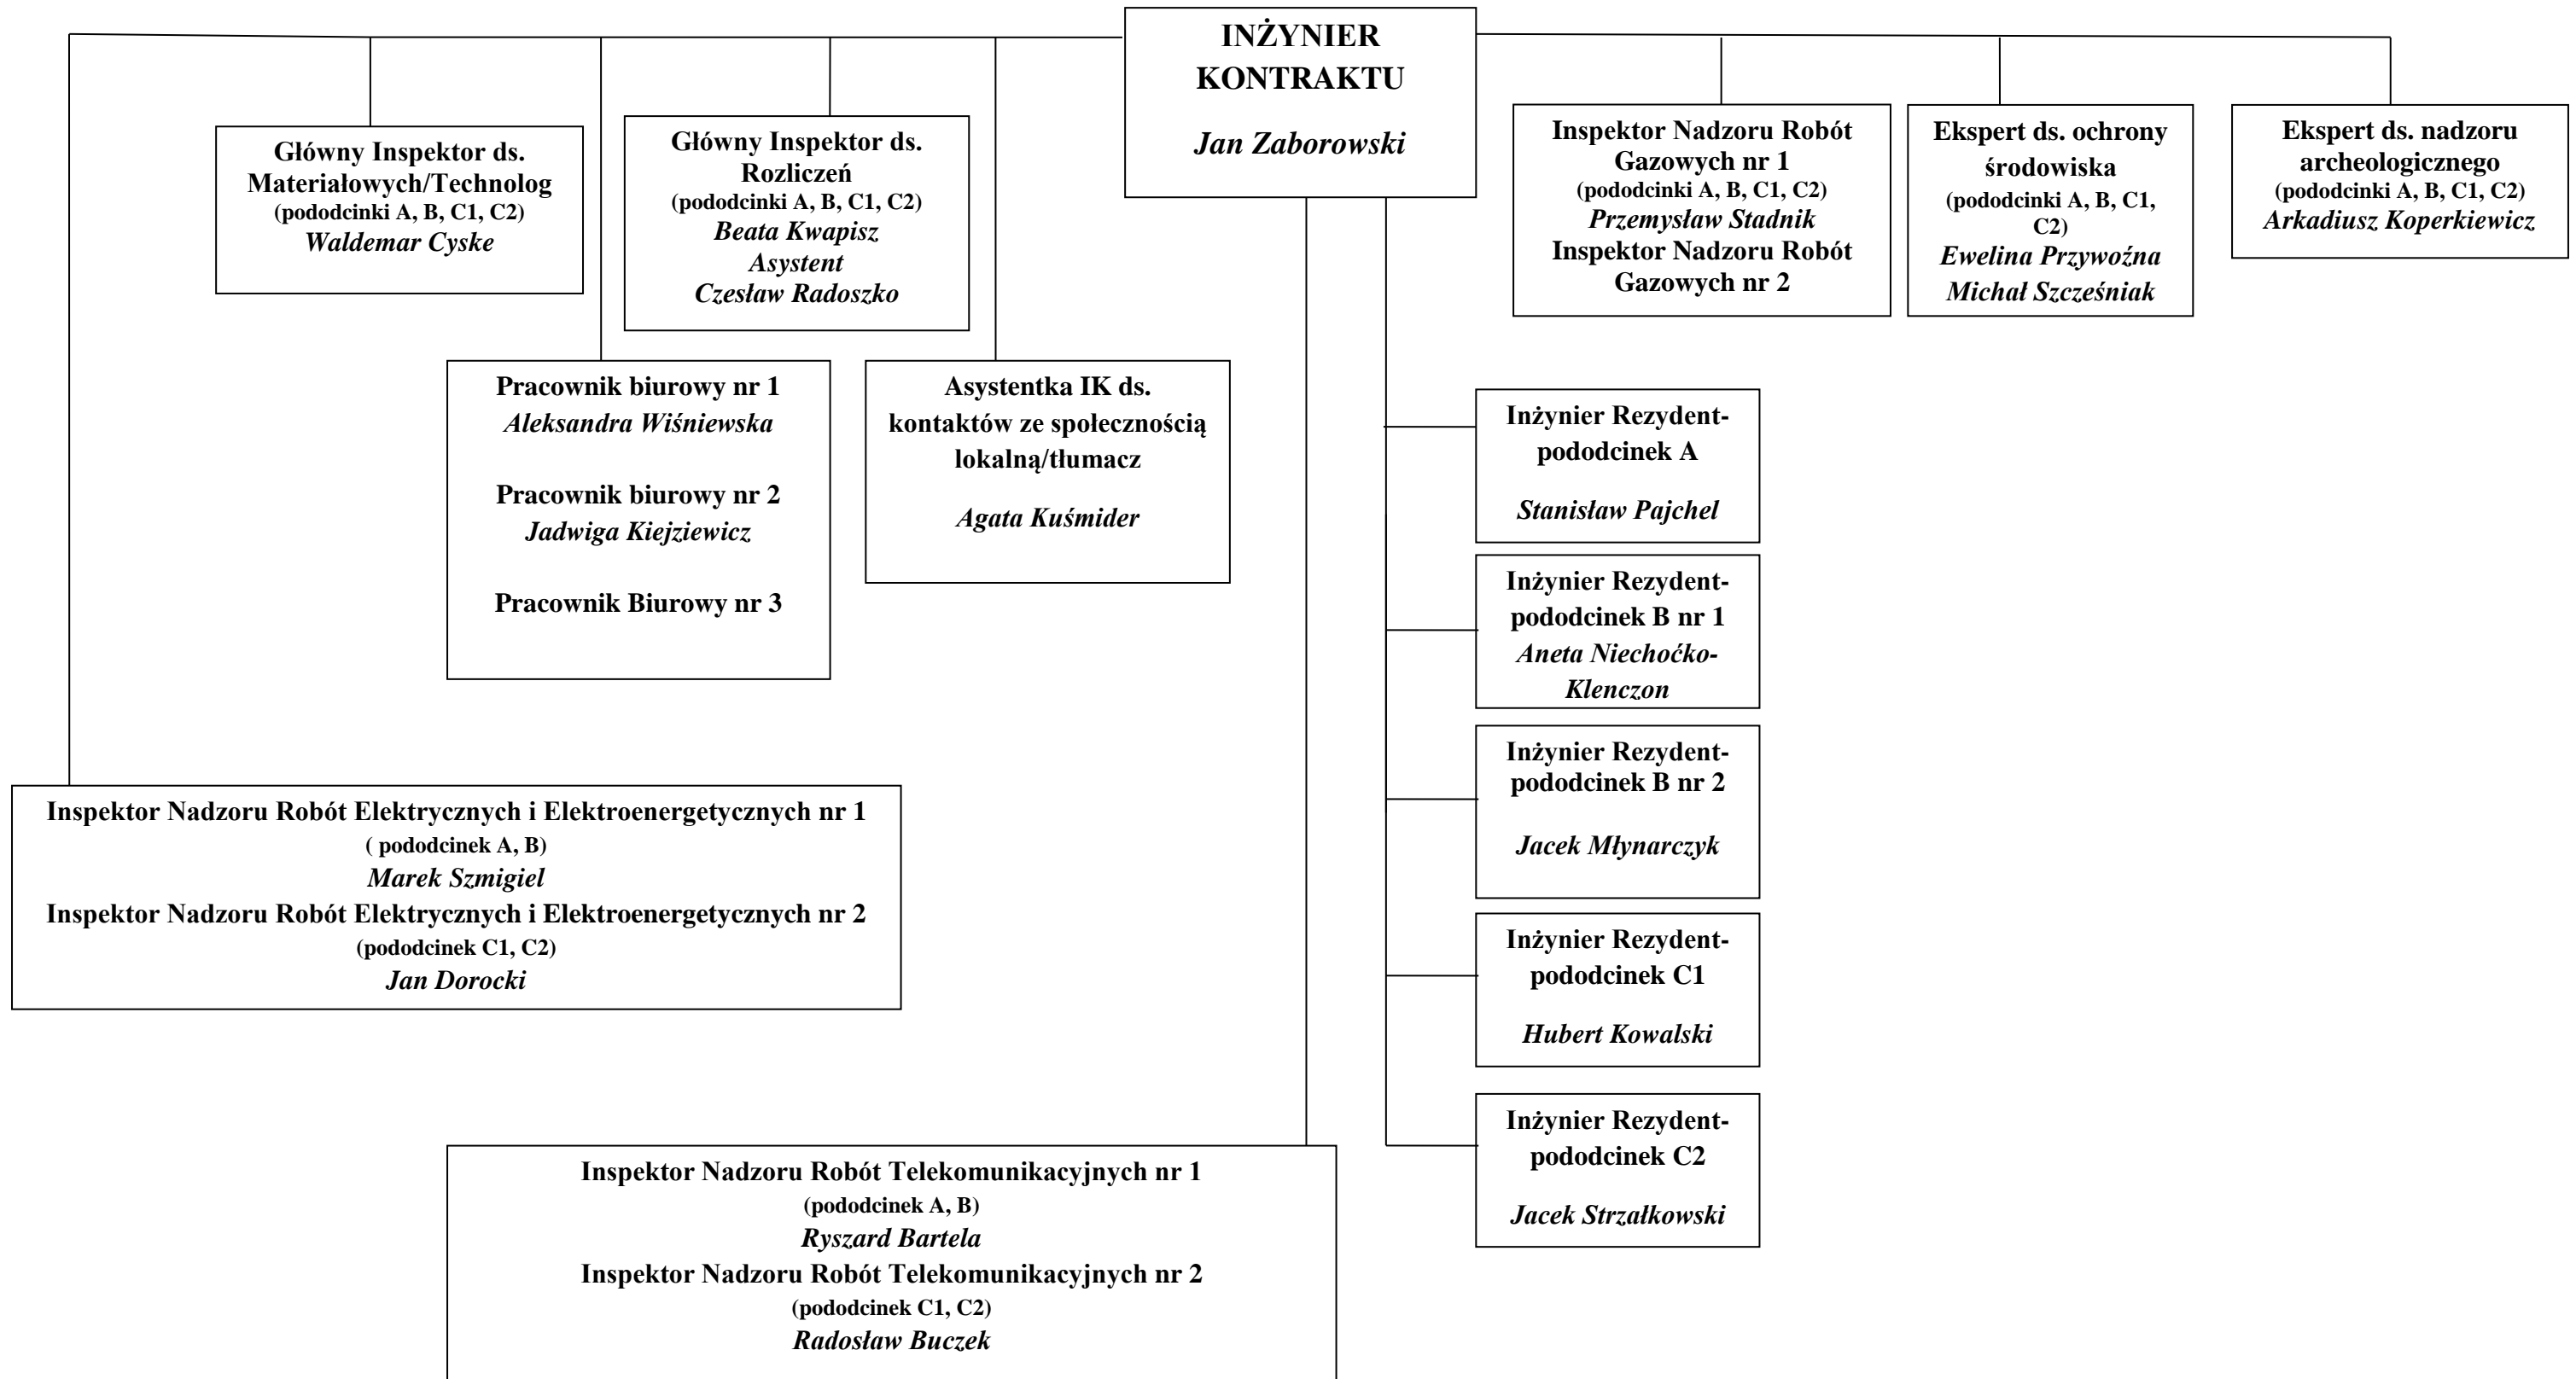 INŻYNIER
KONTRAKTU
Jan Zaborowski
Główny Inspektor ds.
Materiałowych/Technolog
(pododcinki A, B, C1, C2)
Waldemar Cyske
Główny Inspektor ds.
Rozliczeń
(pododcinki A, B, C1, C2)
Beata Kwapisz
Asystent
Czesław Radoszko
Inspektor Nadzoru Robót
Gazowych nr 1
(pododcinki A, B, C1, C2)
Przemysław Stadnik
Inspektor Nadzoru Robót
Gazowych nr 2
Ekspert ds. ochrony
środowiska
(pododcinki A, B, C1,
C2)
Ewelina Przywoźna
Michał Szcześniak
Ekspert ds. nadzoru
archeologicznego
(pododcinki A, B, C1, C2)
Arkadiusz Koperkiewicz
Pracownik biurowy nr 1
Aleksandra Wiśniewska
Pracownik biurowy nr 2
Jadwiga Kiejziewicz
Pracownik Biurowy nr 3
Asystentka IK ds.
kontaktów ze społecznością
lokalną/tłumacz
Agata Kuśmider
Inżynier Rezydent-
pododcinek A
Stanisław Pajchel
Inżynier Rezydent-
pododcinek B nr 1
Aneta Niechoćko-
Klenczon
Inżynier Rezydent-
pododcinek B nr 2
Jacek Młynarczyk
Inspektor Nadzoru Robót Elektrycznych i Elektroenergetycznych nr 1
( pododcinek A, B)
Marek Szmigiel
Inspektor Nadzoru Robót Elektrycznych i Elektroenergetycznych nr 2
(pododcinek C1, C2)
Jan Dorocki
Inżynier Rezydent-
pododcinek C1
Hubert Kowalski
Inżynier Rezydent-
pododcinek C2
Jacek Strzałkowski
Inspektor Nadzoru Robót Telekomunikacyjnych nr 1
(pododcinek A, B)
Ryszard Bartela
Inspektor Nadzoru Robót Telekomunikacyjnych nr 2
(pododcinek C1, C2)
Radosław Buczek